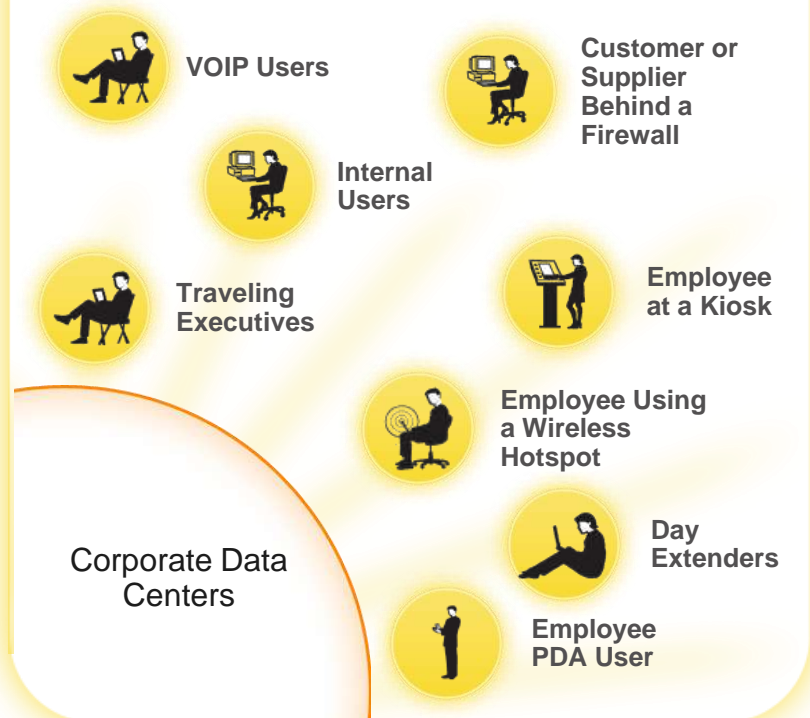 VOIP Users
Customer or
Supplier
Behind a
Firewall
Internal
Users
Traveling
Executives
Employee
at a Kiosk
Employee Using
a Wireless
Hotspot
Day
Extenders
Corporate Data
Centers
Employee
PDA User